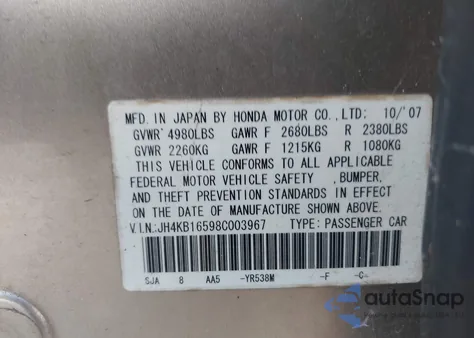 MFD. IN JAPAN BY HONDA MOTOR CO., LTD: 10/'07
GVWR 4980LBS GAWR F 2680LBS R 2380LBS
GVWR 2260KG GAWR F 1215KG R 1080KG
THIS VEHICLE CONFORMS TO ALL APPLICABLE
FEDERAL MOTOR VEHICLE SAFETY , BUMPER,
AND THEFT PREVENTION STANDARDS IN EFFECT
ON THE DATE OF MANUFACTURE SHOWN ABOVE.
V.I.N.:JH4KB16598C003967 TYPE: PASSENGER CAR
SJA 8 AA5 -YR538M -F -C-
autoSnap